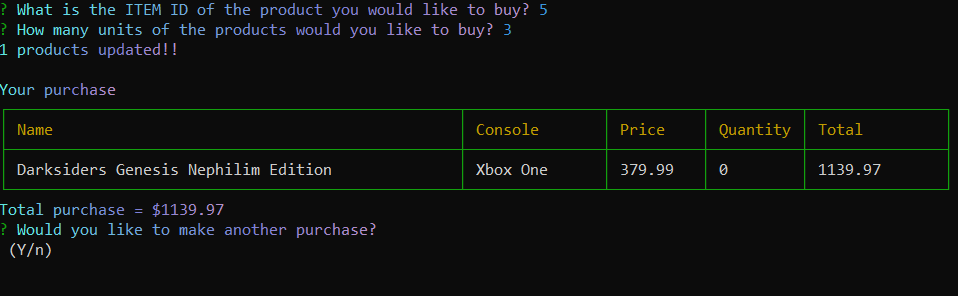 ? What is the ITEM ID of the product you would like to buy? 5
? How many units of the products would you like to buy? 3
1 products updated!!
Your purchase
Name Console Price Quantity Total
Darksiders Genesis Nephilim Edition Xbox One 379.99 0 1139.97
Total purchase = $1139.97
? Would you like to make another purchase?
(Y/n)